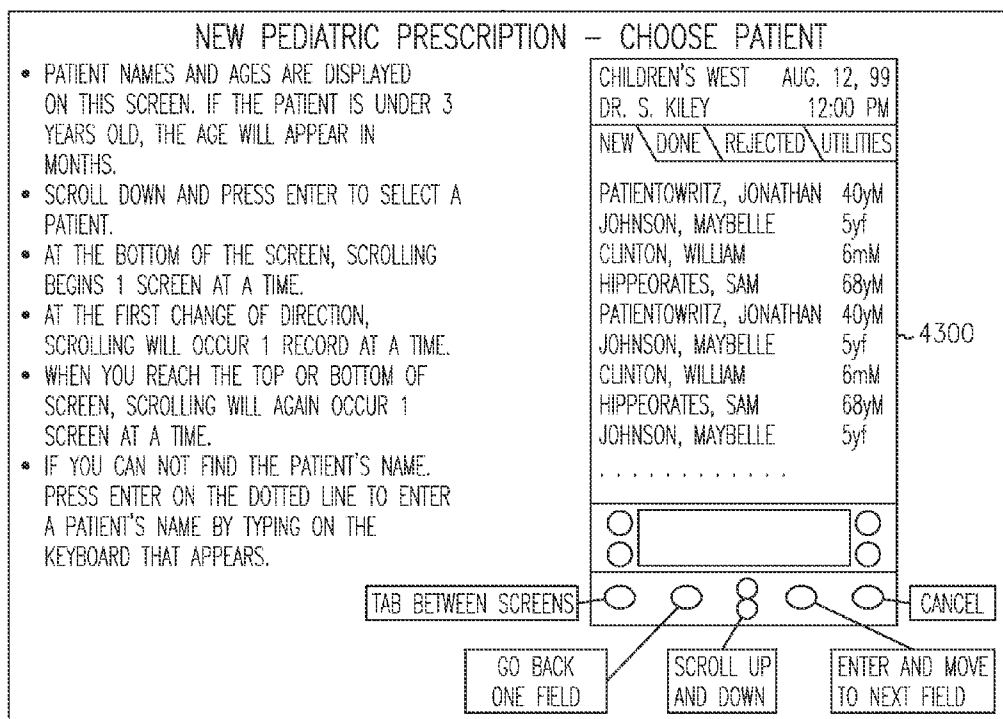 NEW PEDIATRIC PRESCRIPTION – CHOOSE PATIENT
• PATIENT NAMES AND AGES ARE DISPLAYED
ON THIS SCREEN. IF THE PATIENT IS UNDER 3
YEARS OLD, THE AGE WILL APPEAR IN
MONTHS.
• SCROLL DOWN AND PRESS ENTER TO SELECT A
PATIENT.
• AT THE BOTTOM OF THE SCREEN, SCROLLING
BEGINS 1 SCREEN AT A TIME.
• AT THE FIRST CHANGE OF DIRECTION,
SCROLLING WILL OCCUR 1 RECORD AT A TIME.
• WHEN YOU REACH THE TOP OR BOTTOM OF
SCREEN, SCROLLING WILL AGAIN OCCUR 1
SCREEN AT A TIME.
• IF YOU CAN NOT FIND THE PATIENT'S NAME.
PRESS ENTER ON THE DOTTED LINE TO ENTER
A PATIENT'S NAME BY TYPING ON THE
KEYBOARD THAT APPEARS.
CHILDREN'S WEST AUG. 12, 99
DR. S. KILEY 12:00 PM
NEW DONE REJECTED UTILITIES
PATIENTOWRITZ, JONATHAN 40yM
JOHNSON, MAYBELLE 5yf
CLINTON, WILLIAM 6mM
HIPPEORATES, SAM 68yM
PATIENTOWRITZ, JONATHAN 40yM
JOHNSON, MAYBELLE 5yf
CLINTON, WILLIAM 6mM
HIPPEORATES, SAM 68yM
JOHNSON, MAYBELLE 5yf
. . . . . . . . . . . .
4300
TAB BETWEEN SCREENS
CANCEL
GO BACK
ONE FIELD
SCROLL UP
AND DOWN
ENTER AND MOVE
TO NEXT FIELD